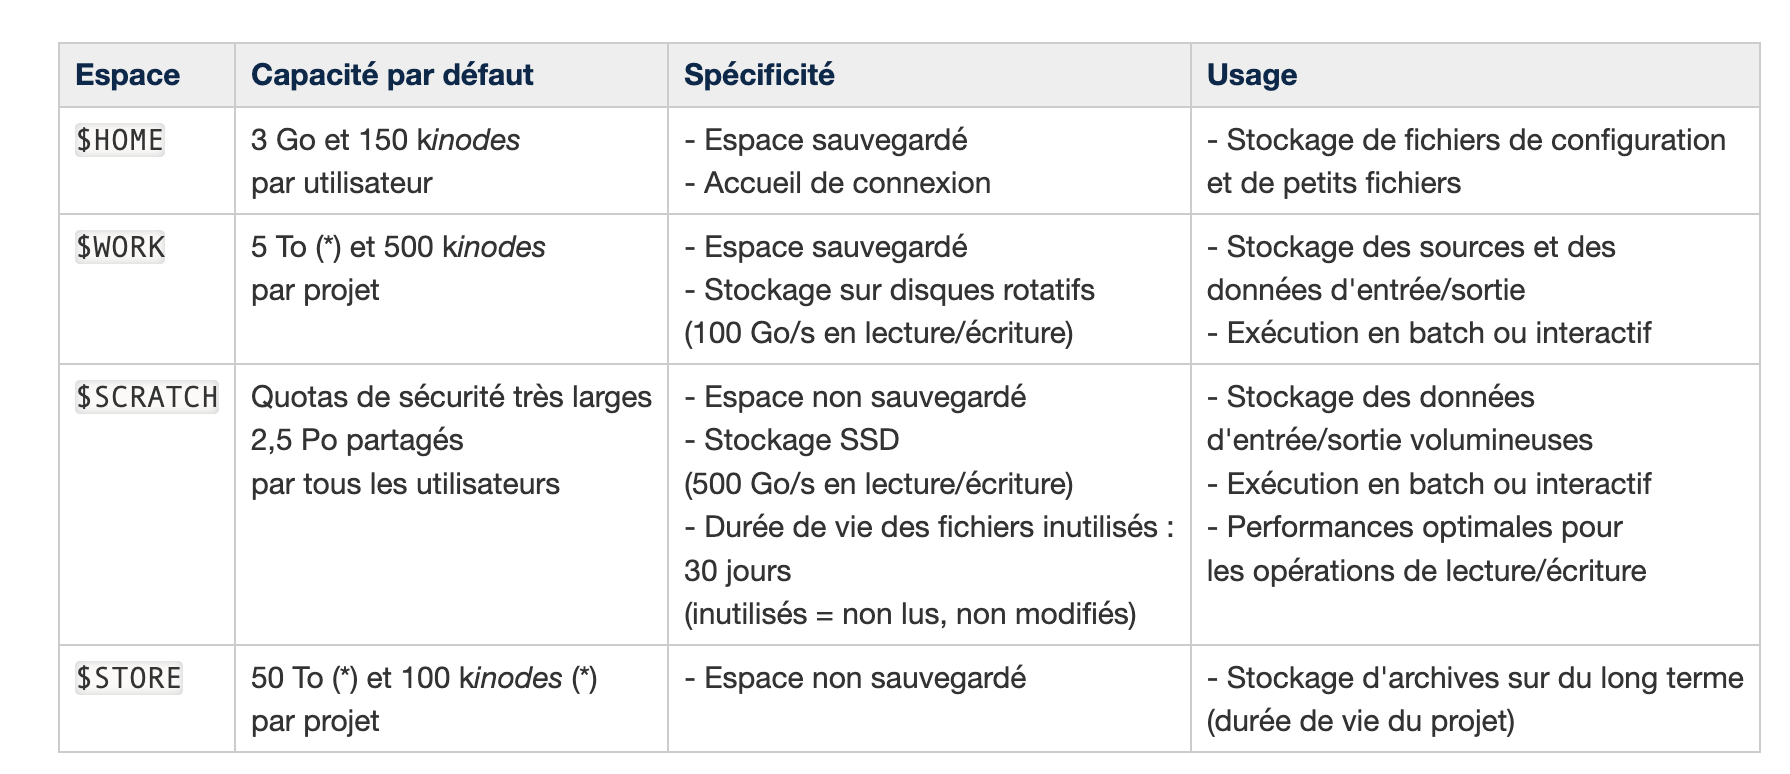 Espace Capacité par défaut Spécificité Usage
$HOME
3 Go et 150 kinodes
par utilisateur
- Espace sauvegardé
- Accueil de connexion
- Stockage de fichiers de configuration
et de petits fichiers
$WORK
5 To (*) et 500 kinodes
par projet
- Espace sauvegardé
- Stockage sur disques rotatifs
(100 Go/s en lecture/écriture)
- Stockage des sources et des
données d'entrée/sortie
- Exécution en batch ou interactif
$SCRATCH
Quotas de sécurité très larges
2,5 Po partagés
par tous les utilisateurs
- Espace non sauvegardé
- Stockage SSD
(500 Go/s en lecture/écriture)
- Durée de vie des fichiers inutilisés :
30 jours
(inutilisés = non lus, non modifiés)
- Stockage des données
d'entrée/sortie volumineuses
- Exécution en batch ou interactif
- Performances optimales pour
les opérations de lecture/écriture
$STORE
50 To (*) et 100 kinodes (*)
par projet
- Espace non sauvegardé
- Stockage d'archives sur du long terme
(durée de vie du projet)